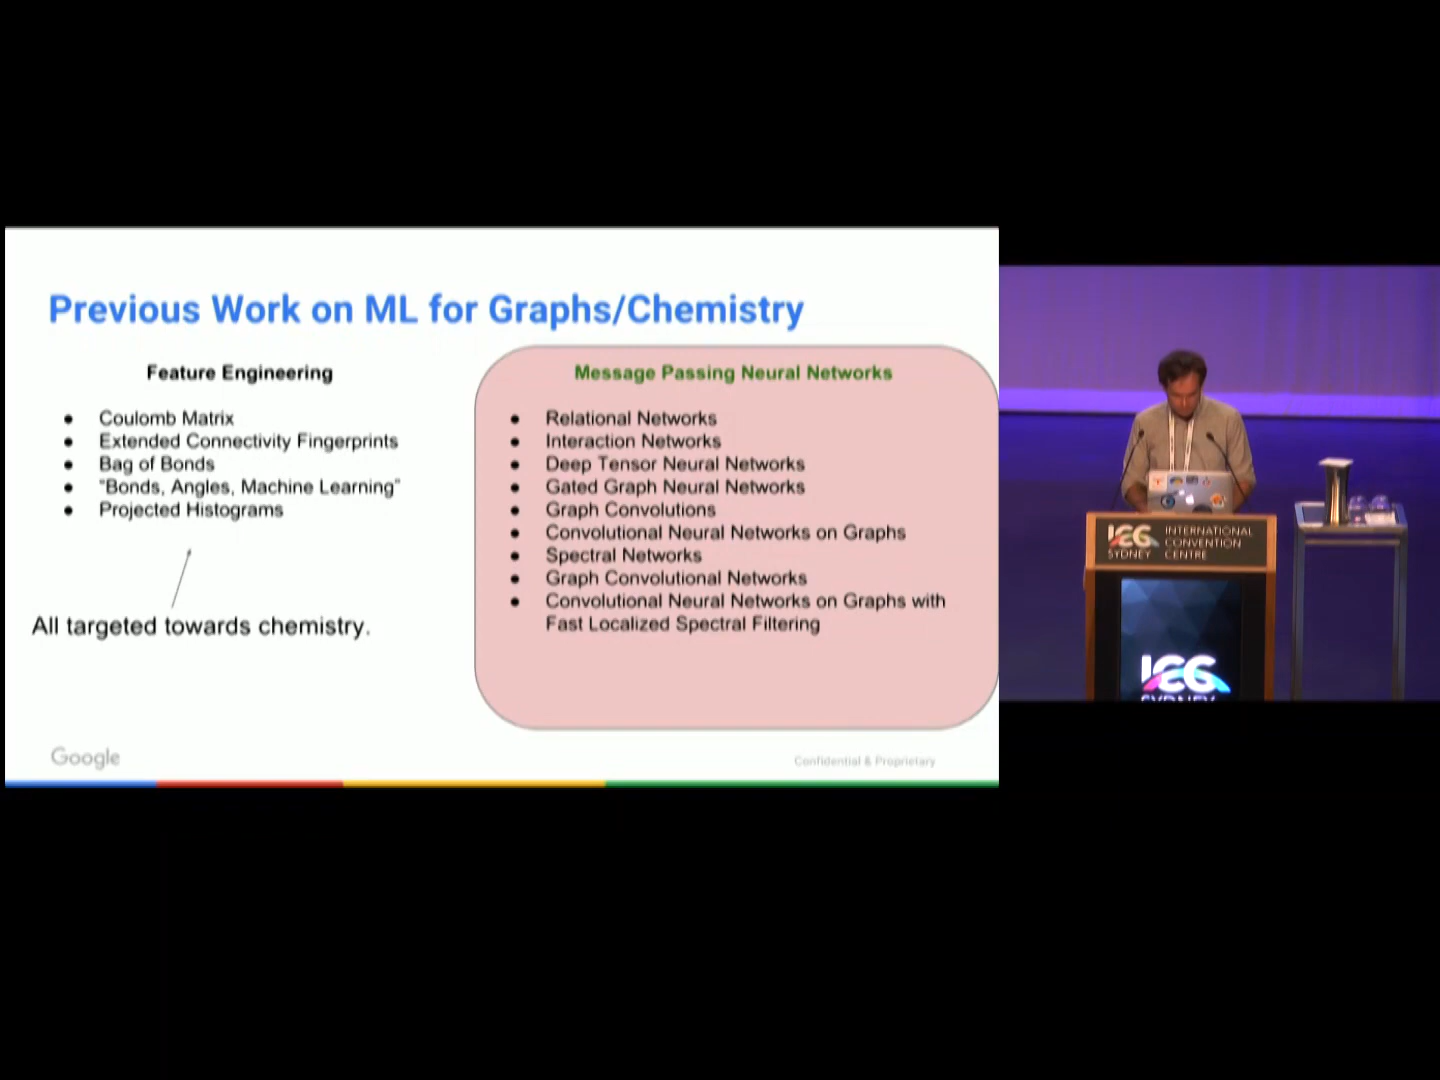 Previous Work on ML for Graphs/Chemistry
Feature Engineering
● Coulomb Matrix
● Extended Connectivity Fingerprints
● Bag of Bonds
● "Bonds, Angles, Machine Learning"
● Projected Histograms
All targeted towards chemistry.
Message Passing Neural Networks
● Relational Networks
● Interaction Networks
● Deep Tensor Neural Networks
● Gated Graph Neural Networks
● Graph Convolutions
● Convolutional Neural Networks on Graphs
● Spectral Networks
● Graph Convolutional Networks
● Convolutional Neural Networks on Graphs with
Fast Localized Spectral Filtering
Google
Confidential & Proprietary
ICC
SYDNEY
INTERNATIONAL
CONVENTION
CENTRE
ICC
SYDNEY